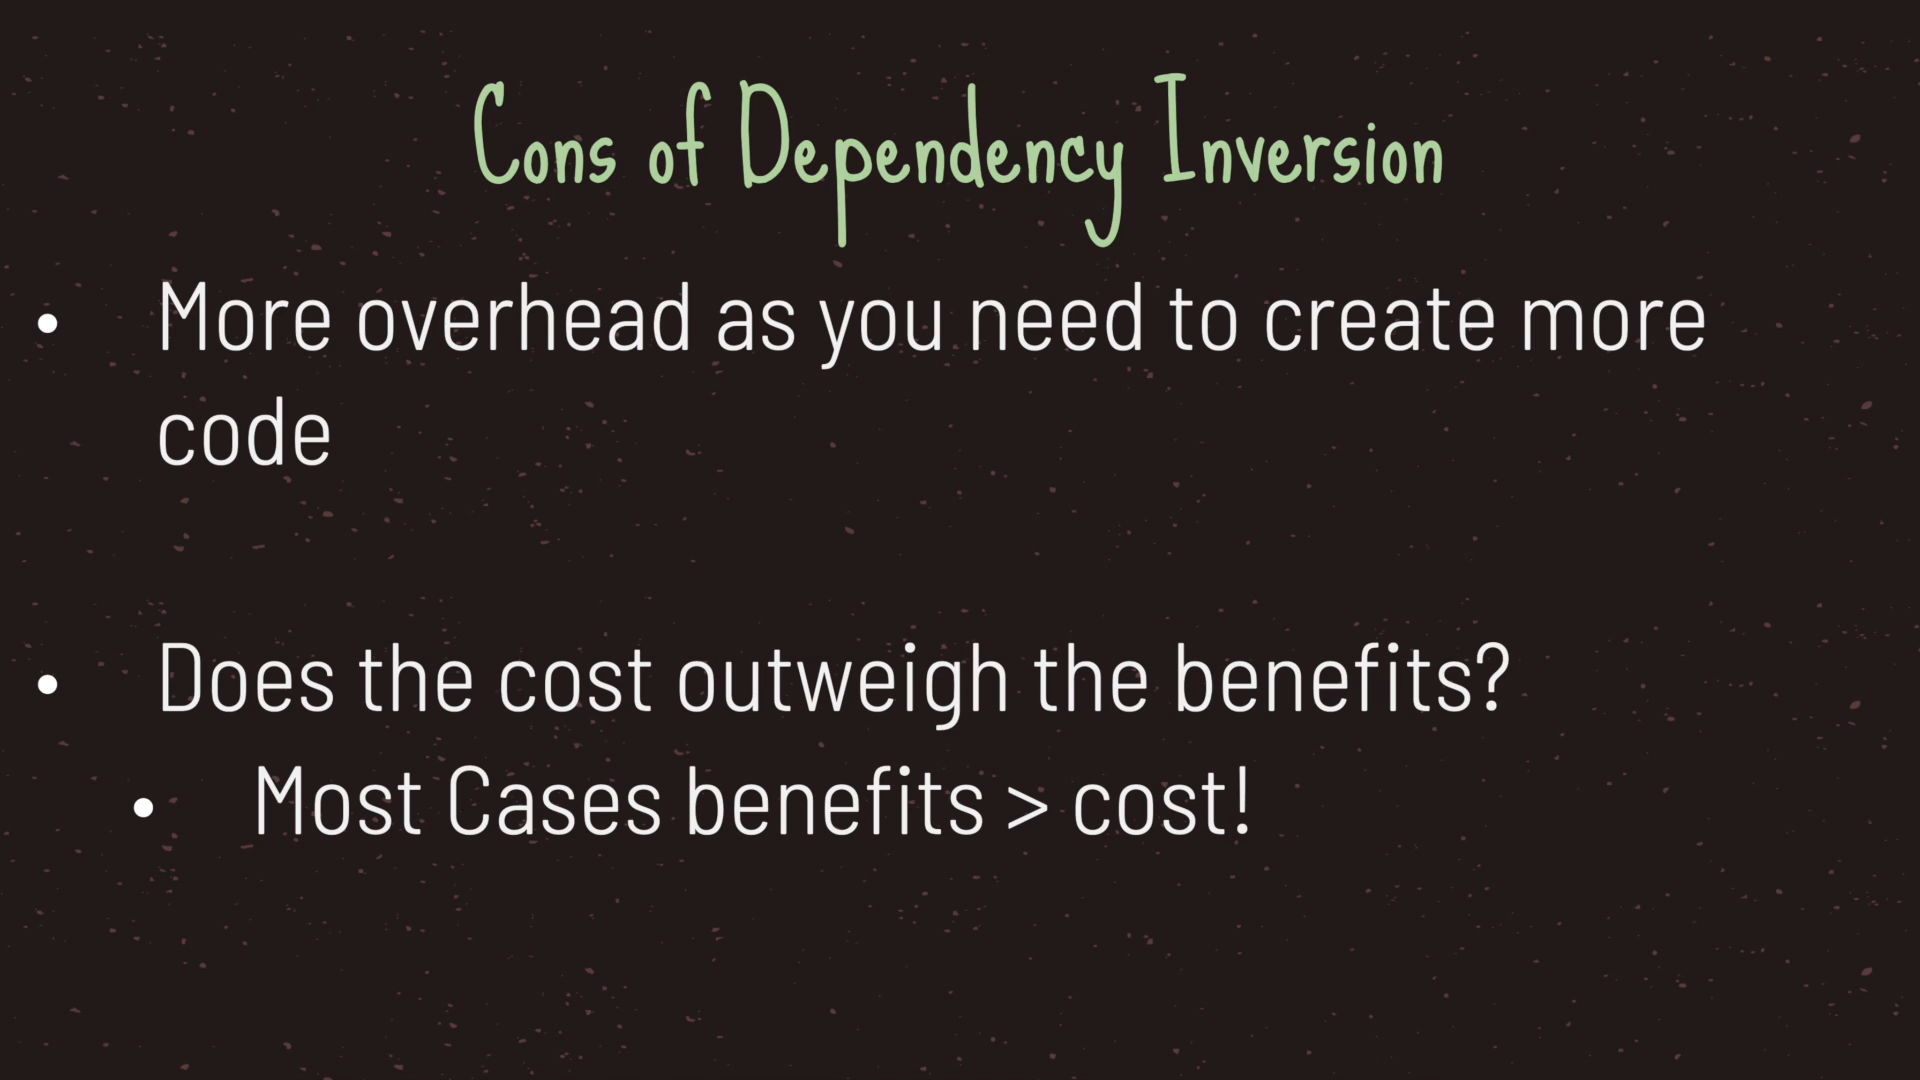 Cons of Dependency Inversion
• More overhead as you need to create more
code
• Does the cost outweigh the benefits?
• Most Cases benefits > cost!